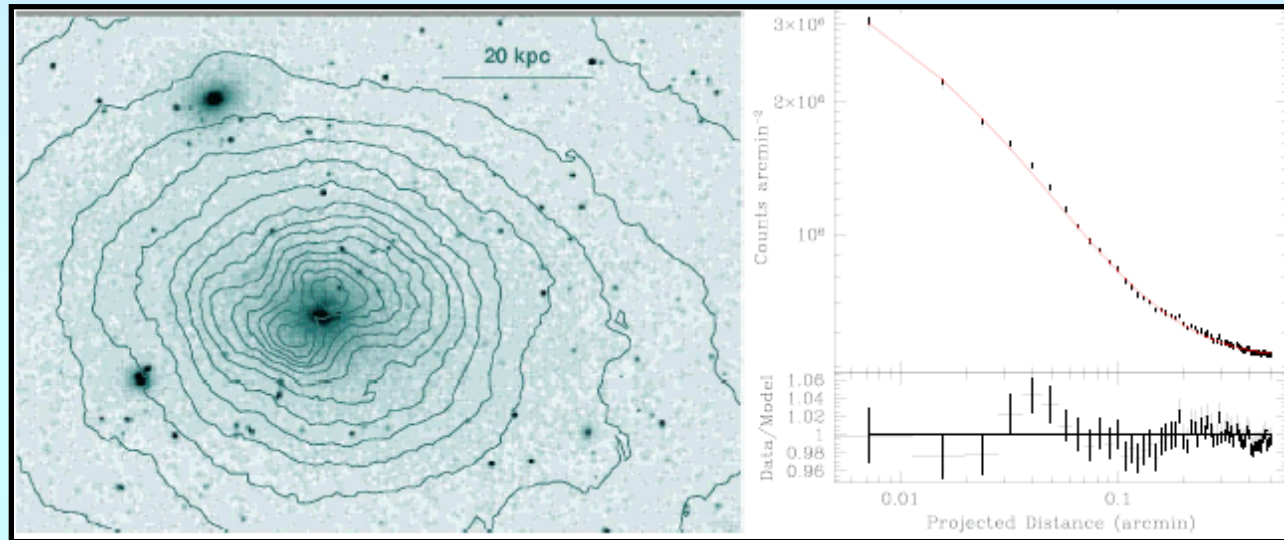 20 kpc
3×10⁶
2×10⁶
10⁶
Counts arcmin⁻²
1.06
1.04
1.02
1
0.98
0.96
Data/Model
0.01
0.1
Projected Distance (arcmin)